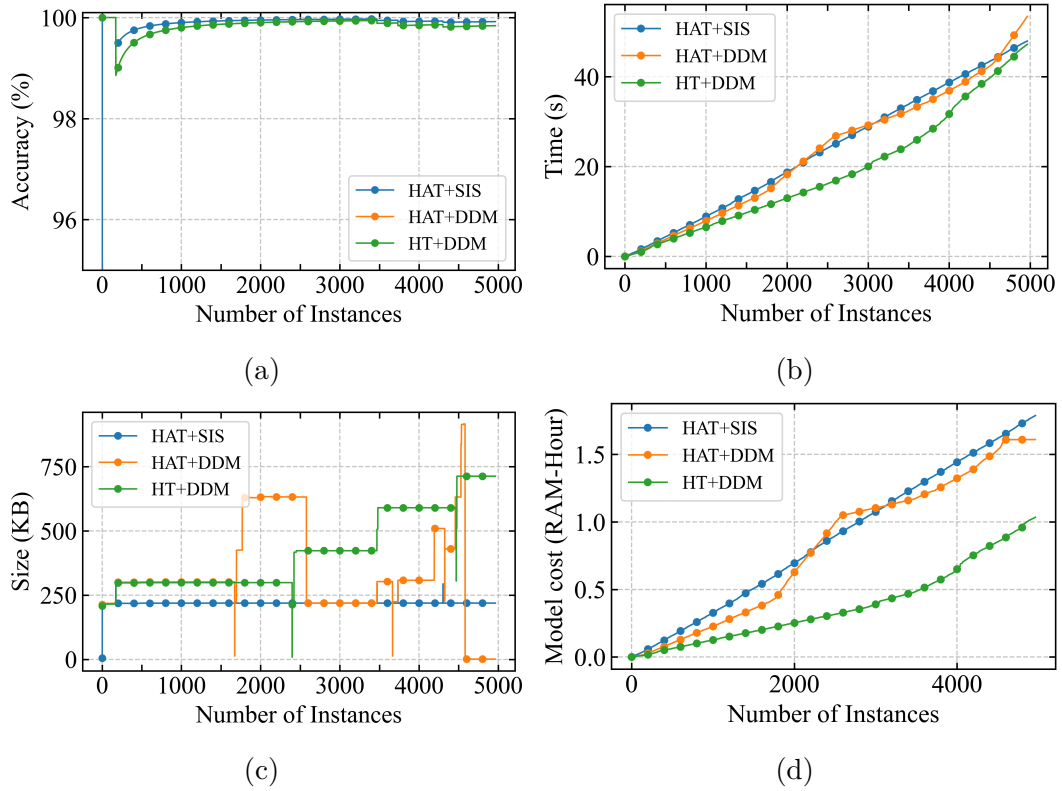 100
98
96
Accuracy (%)
HAT+SIS
HAT+DDM
HT+DDM
0 1000 2000 3000 4000 5000
Number of Instances
(a)
40
20
0
Time (s)
HAT+SIS
HAT+DDM
HT+DDM
0 1000 2000 3000 4000 5000
Number of Instances
(b)
750
500
250
0
Size (KB)
HAT+SIS
HAT+DDM
HT+DDM
0 1000 2000 3000 4000 5000
Number of Instances
(c)
1.5
1.0
0.5
0.0
Model cost (RAM-Hour)
HAT+SIS
HAT+DDM
HT+DDM
0 2000 4000
Number of Instances
(d)